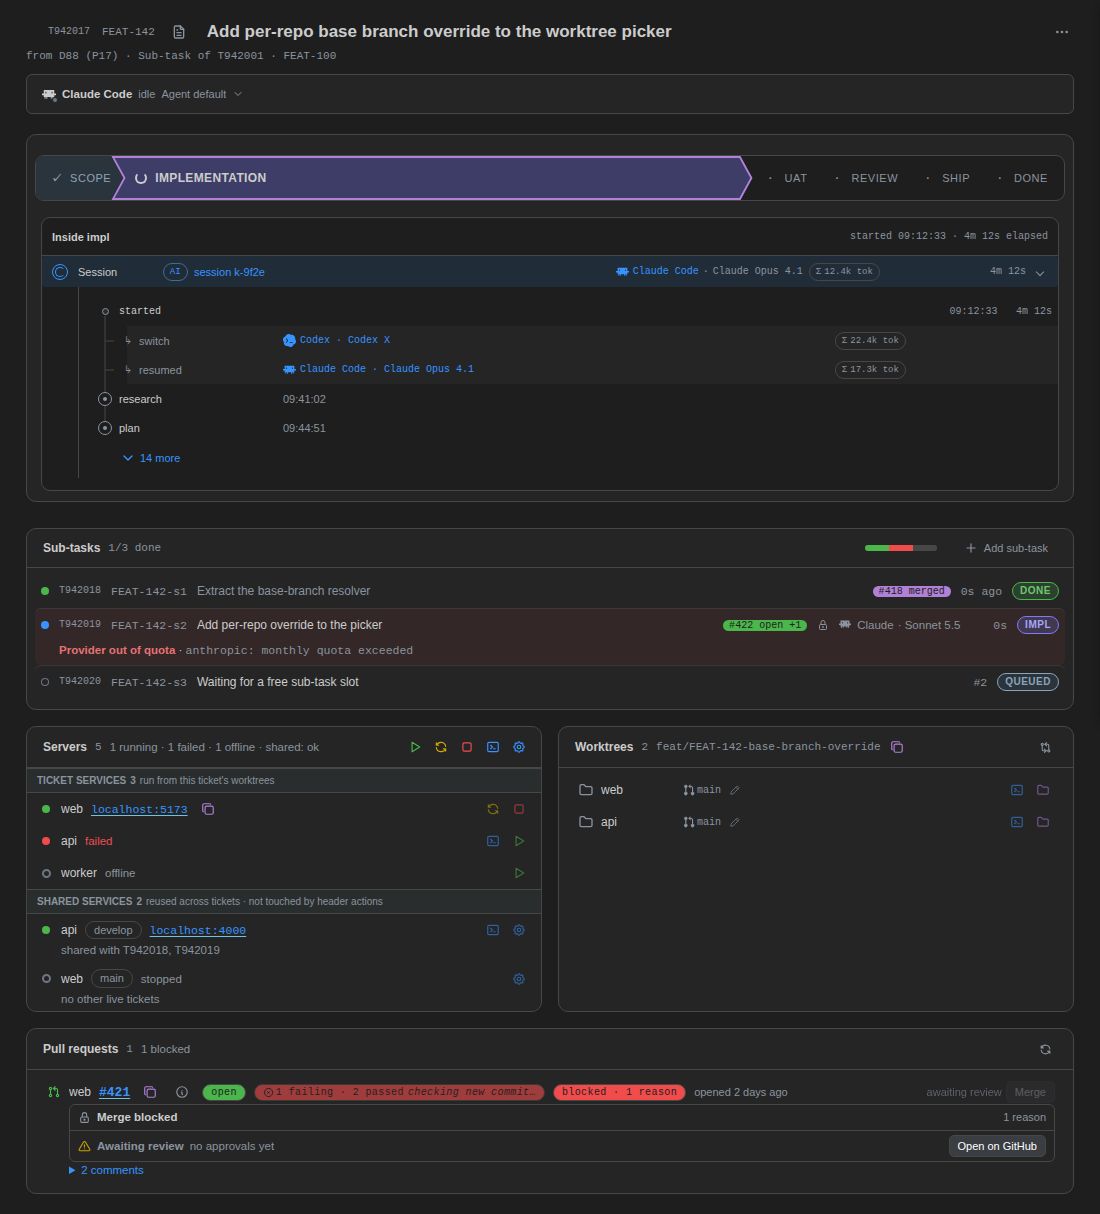 T942017 FEAT-142 Add per-repo base branch override to the worktree picker
from D88 (P17) · Sub-task of T942001 · FEAT-100
Claude Code idle Agent default
SCOPE IMPLEMENTATION · UAT · REVIEW · SHIP · DONE
Inside impl started 09:12:33 · 4m 12s elapsed
Session AI session k-9f2e Claude Code · Claude Opus 4.1 Σ 12.4k tok 4m 12s
started 09:12:33 4m 12s
↳ switch Codex · Codex X Σ 22.4k tok
↳ resumed Claude Code · Claude Opus 4.1 Σ 17.3k tok
research 09:41:02
plan 09:44:51
14 more
Sub-tasks 1/3 done Add sub-task
T942018 FEAT-142-s1 Extract the base-branch resolver #418 merged 0s ago DONE
T942019 FEAT-142-s2 Add per-repo override to the picker #422 open +1 Claude · Sonnet 5.5 0s IMPL
Provider out of quota · anthropic: monthly quota exceeded
T942020 FEAT-142-s3 Waiting for a free sub-task slot #2 QUEUED
Servers 5 1 running · 1 failed · 1 offline · shared: ok
TICKET SERVICES 3 run from this ticket's worktrees
web localhost:5173
api failed
worker offline
SHARED SERVICES 2 reused across tickets · not touched by header actions
api develop localhost:4000
shared with T942018, T942019
web main stopped
no other live tickets
Worktrees 2 feat/FEAT-142-base-branch-override
web main
api main
Pull requests 1 1 blocked
web #421 open 1 failing · 2 passed checking new commit… blocked · 1 reason opened 2 days ago awaiting review Merge
Merge blocked 1 reason
Awaiting review no approvals yet Open on GitHub
2 comments